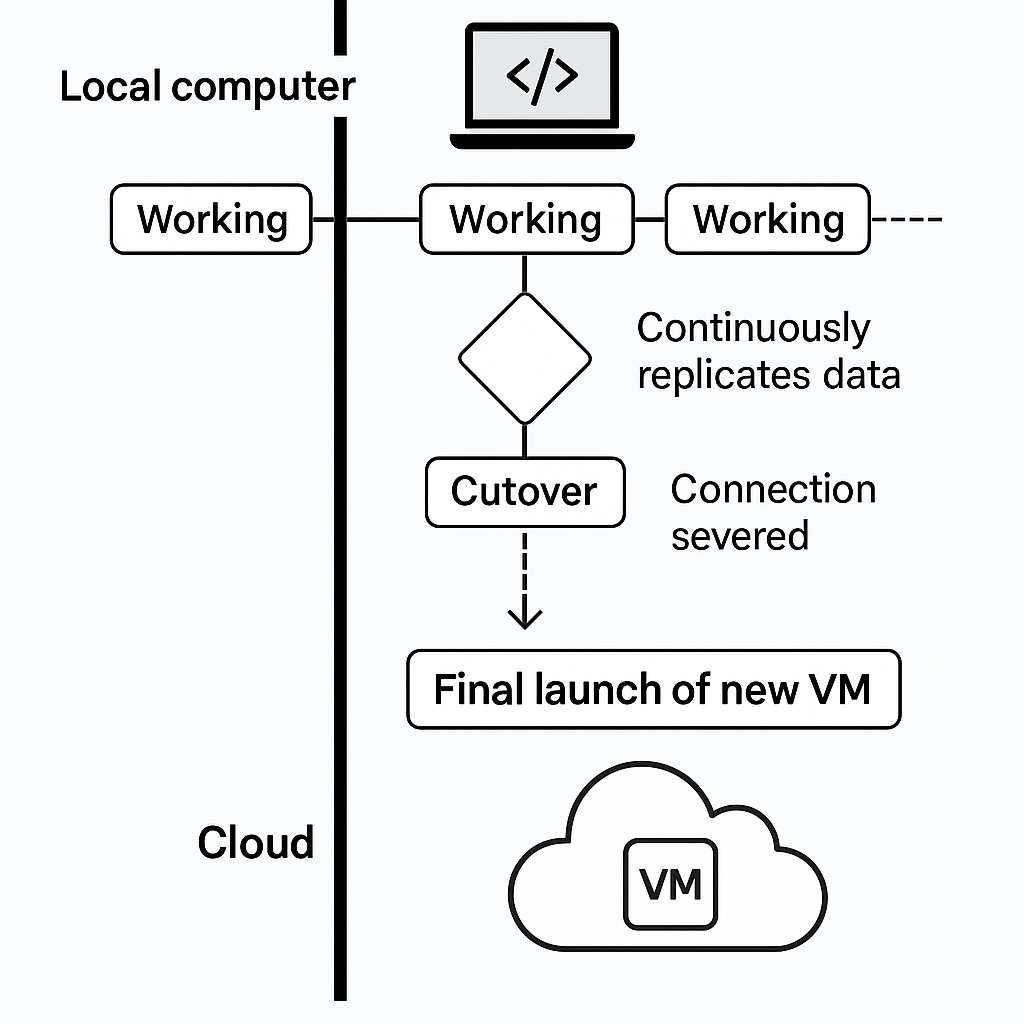 Local computer
</>
Working
Working
Working
Continuously
replicates data
Cutover
Connection
severed
Final launch of new VM
Cloud
VM